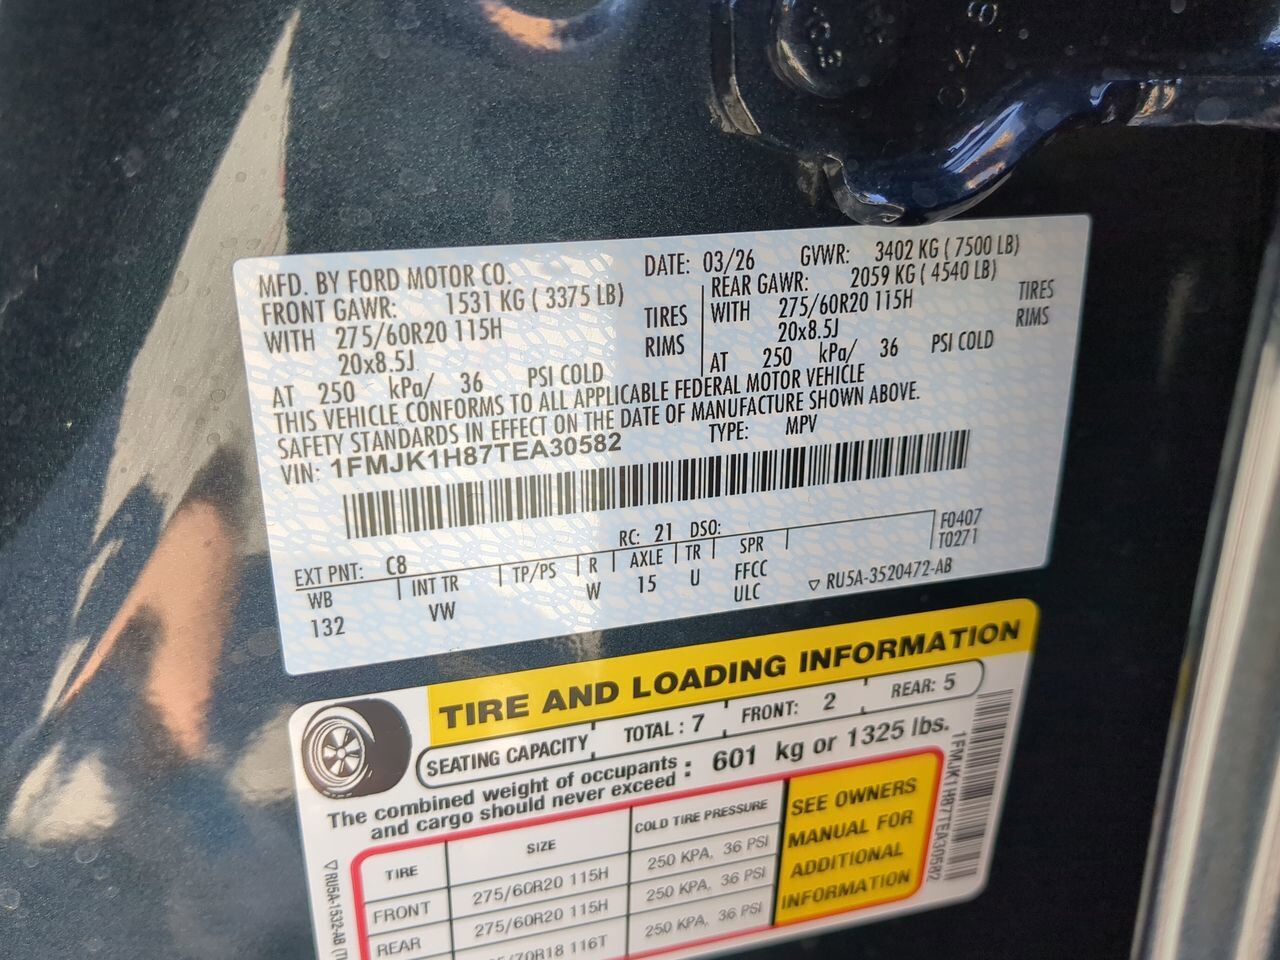 MFD. BY FORD MOTOR CO.
DATE: 03/26 GVWR: 3402 KG ( 7500 LB)
FRONT GAWR: 1531 KG ( 3375 LB) REAR GAWR: 2059 KG ( 4540 LB)
WITH 275/60R20 115H TIRES WITH 275/60R20 115H TIRES
20x8.5J RIMS 20x8.5J RIMS
AT 250 kPa/ 36 PSI COLD AT 250 kPa/ 36 PSI COLD
THIS VEHICLE CONFORMS TO ALL APPLICABLE FEDERAL MOTOR VEHICLE
SAFETY STANDARDS IN EFFECT ON THE DATE OF MANUFACTURE SHOWN ABOVE.
VIN: 1FMJK1H87TEA30582 TYPE: MPV
EXT PNT: C8 RC: 21 DSO: F0407
WB INT TR TP/PS R AXLE TR SPR T0271
132 VW W 15 U FFCC
ULC RU5A-3520472-AB
TIRE AND LOADING INFORMATION
SEATING CAPACITY TOTAL : 7 FRONT: 2 REAR: 5
The combined weight of occupants and cargo should never exceed : 601 kg or 1325 lbs.
TIRE SIZE COLD TIRE PRESSURE
FRONT 275/60R20 115H 250 KPA, 36 PSI
REAR 275/60R20 115H 250 KPA, 36 PSI
70R18 116T 250 KPA, 36 PSI
SEE OWNERS
MANUAL FOR
ADDITIONAL
INFORMATION
1FMJK1H87TEA30582
RU5A-1532-AB